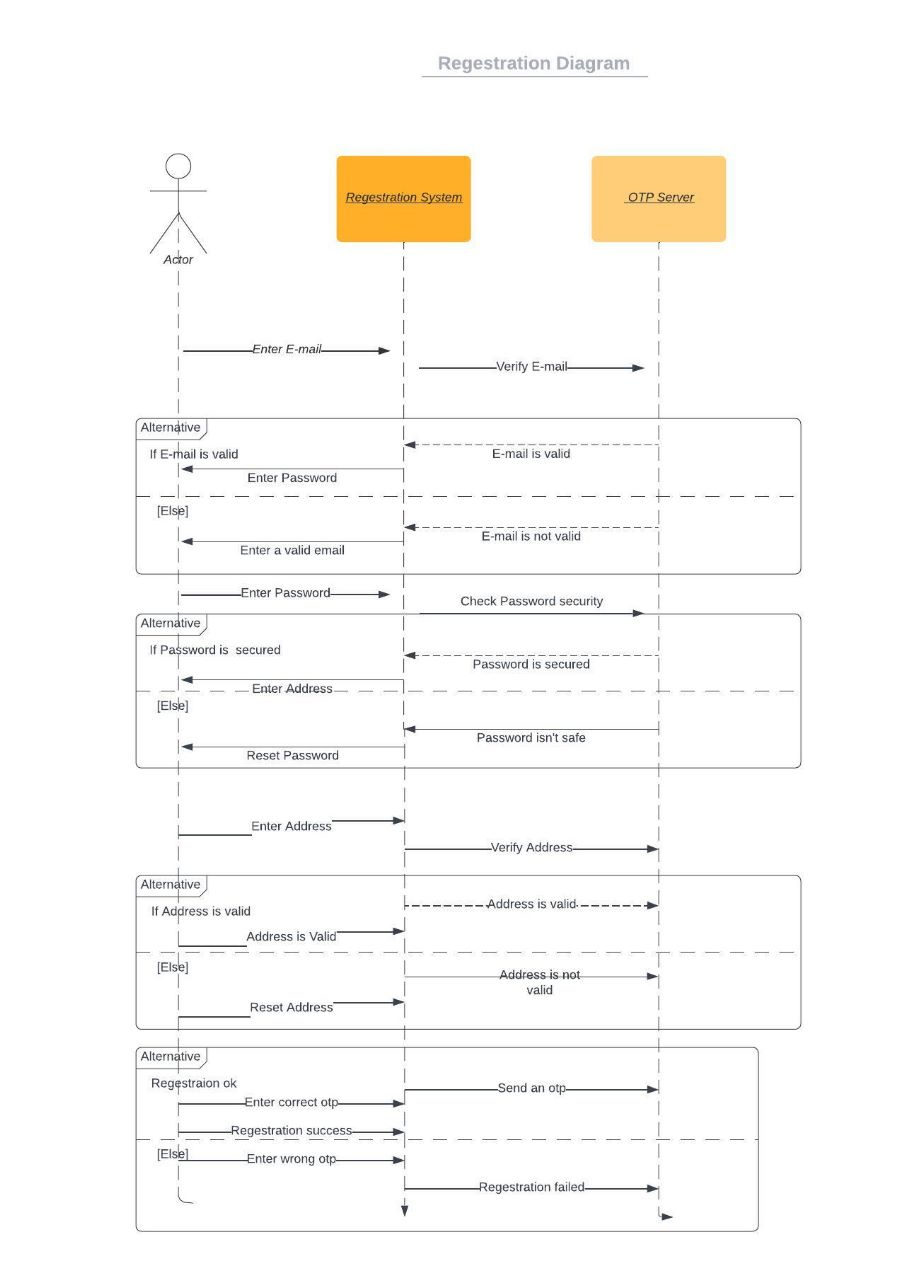 Regestration Diagram
Regestration System
OTP Server
Actor
Enter E-mail
Verify E-mail
Alternative
E-mail is valid
If E-mail is valid
Enter Password
[Else]
E-mail is not valid
Enter a valid email
Enter Password
Check Password security
Alternative
If Password is  secured
Password is secured
Enter Address
[Else]
Password isn't safe
Reset Password
Enter Address
Verify Address
Alternative
Address is valid
If Address is valid
Address is Valid
[Else]
Address is not
valid
Reset Address
Alternative
Regestraion ok
Send an otp
Enter correct otp
Regestration success
[Else]
Enter wrong otp
Regestration failed